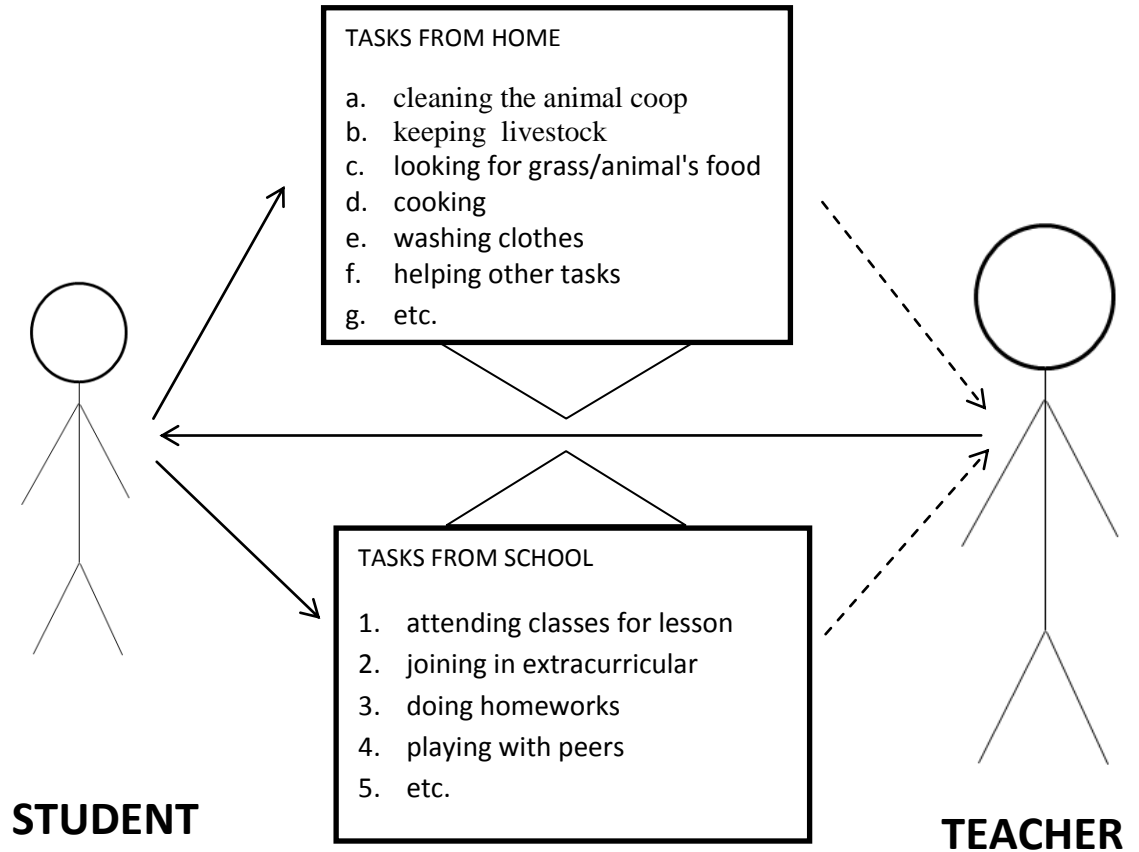 TASKS FROM HOME
a. cleaning the animal coop
b. keeping livestock
c. looking for grass/animal's food
d. cooking
e. washing clothes
f. helping other tasks
g. etc.
TASKS FROM SCHOOL
1. attending classes for lesson
2. joining in extracurricular
3. doing homeworks
4. playing with peers
5. etc.
STUDENT
TEACHER